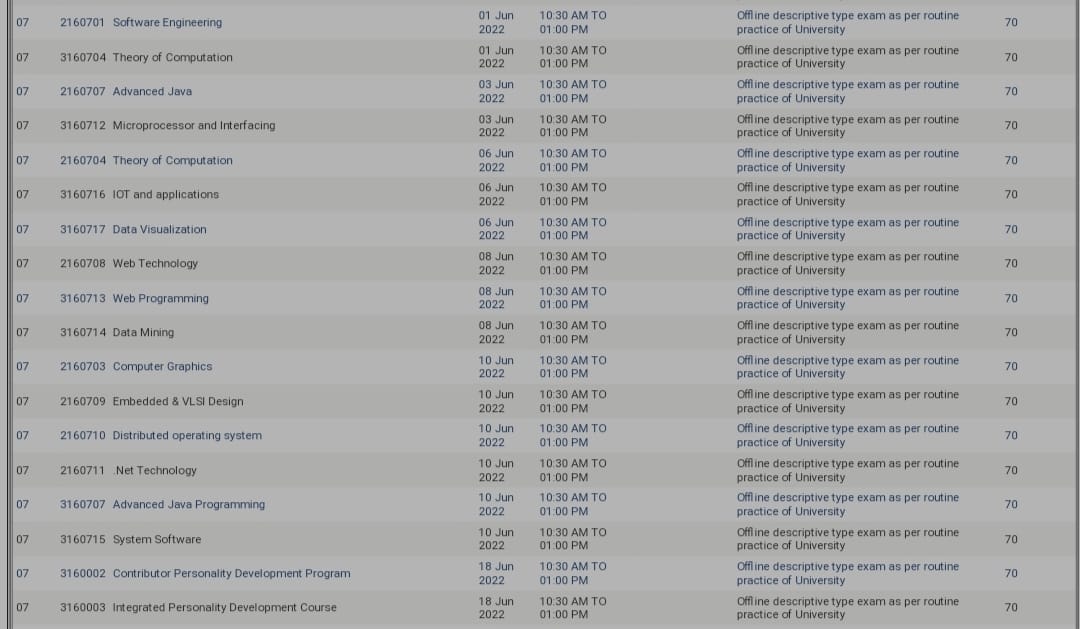 07 2160701 Software Engineering 01 Jun 2022 10:30 AM TO 01:00 PM Offline descriptive type exam as per routine practice of University 70
07 3160704 Theory of Computation 01 Jun 2022 10:30 AM TO 01:00 PM Offline descriptive type exam as per routine practice of University 70
07 2160707 Advanced Java 03 Jun 2022 10:30 AM TO 01:00 PM Offline descriptive type exam as per routine practice of University 70
07 3160712 Microprocessor and Interfacing 03 Jun 2022 10:30 AM TO 01:00 PM Offline descriptive type exam as per routine practice of University 70
07 2160704 Theory of Computation 06 Jun 2022 10:30 AM TO 01:00 PM Offline descriptive type exam as per routine practice of University 70
07 3160716 IOT and applications 06 Jun 2022 10:30 AM TO 01:00 PM Offline descriptive type exam as per routine practice of University 70
07 3160717 Data Visualization 06 Jun 2022 10:30 AM TO 01:00 PM Offline descriptive type exam as per routine practice of University 70
07 2160708 Web Technology 08 Jun 2022 10:30 AM TO 01:00 PM Offline descriptive type exam as per routine practice of University 70
07 3160713 Web Programming 08 Jun 2022 10:30 AM TO 01:00 PM Offline descriptive type exam as per routine practice of University 70
07 3160714 Data Mining 08 Jun 2022 10:30 AM TO 01:00 PM Offline descriptive type exam as per routine practice of University 70
07 2160703 Computer Graphics 10 Jun 2022 10:30 AM TO 01:00 PM Offline descriptive type exam as per routine practice of University 70
07 2160709 Embedded & VLSI Design 10 Jun 2022 10:30 AM TO 01:00 PM Offline descriptive type exam as per routine practice of University 70
07 2160710 Distributed operating system 10 Jun 2022 10:30 AM TO 01:00 PM Offline descriptive type exam as per routine practice of University 70
07 2160711 .Net Technology 10 Jun 2022 10:30 AM TO 01:00 PM Offline descriptive type exam as per routine practice of University 70
07 3160707 Advanced Java Programming 10 Jun 2022 10:30 AM TO 01:00 PM Offline descriptive type exam as per routine practice of University 70
07 3160715 System Software 10 Jun 2022 10:30 AM TO 01:00 PM Offline descriptive type exam as per routine practice of University 70
07 3160002 Contributor Personality Development Program 18 Jun 2022 10:30 AM TO 01:00 PM Offline descriptive type exam as per routine practice of University 70
07 3160003 Integrated Personality Development Course 18 Jun 2022 10:30 AM TO 01:00 PM Offline descriptive type exam as per routine practice of University 70